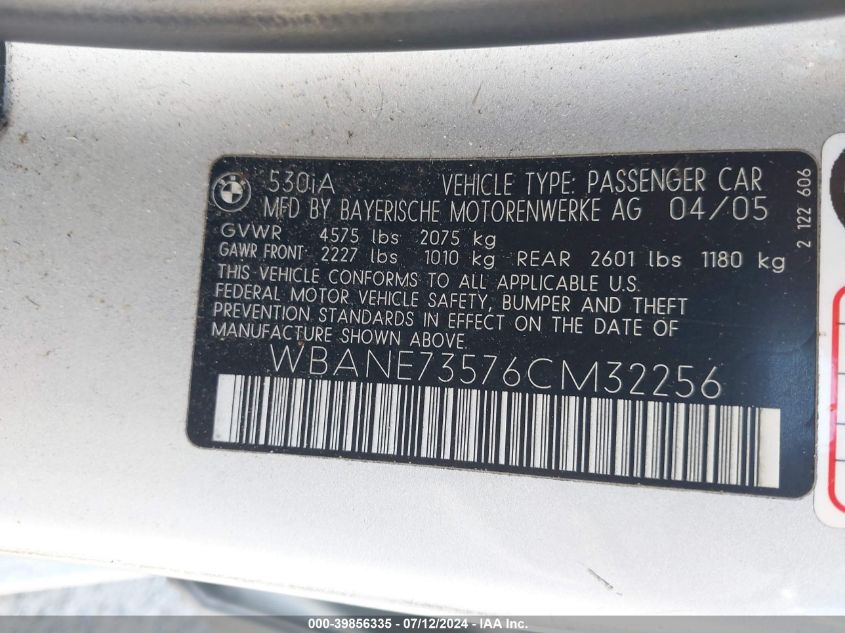 530iA VEHICLE TYPE: PASSENGER CAR
MFD BY BAYERISCHE MOTORENWERKE AG 04/05
GVWR 4575 lbs 2075 kg
GAWR FRONT 2227 lbs 1010 kg REAR 2601 lbs 1180 kg
THIS VEHICLE CONFORMS TO ALL APPLICABLE U.S.
FEDERAL MOTOR VEHICLE SAFETY, BUMPER AND THEFT
PREVENTION STANDARDS IN EFFECT ON THE DATE OF
MANUFACTURE SHOWN ABOVE.
WBANE73576CM32256
2 122 606
000-39856335 - 07/12/2024 - IAA, Inc.